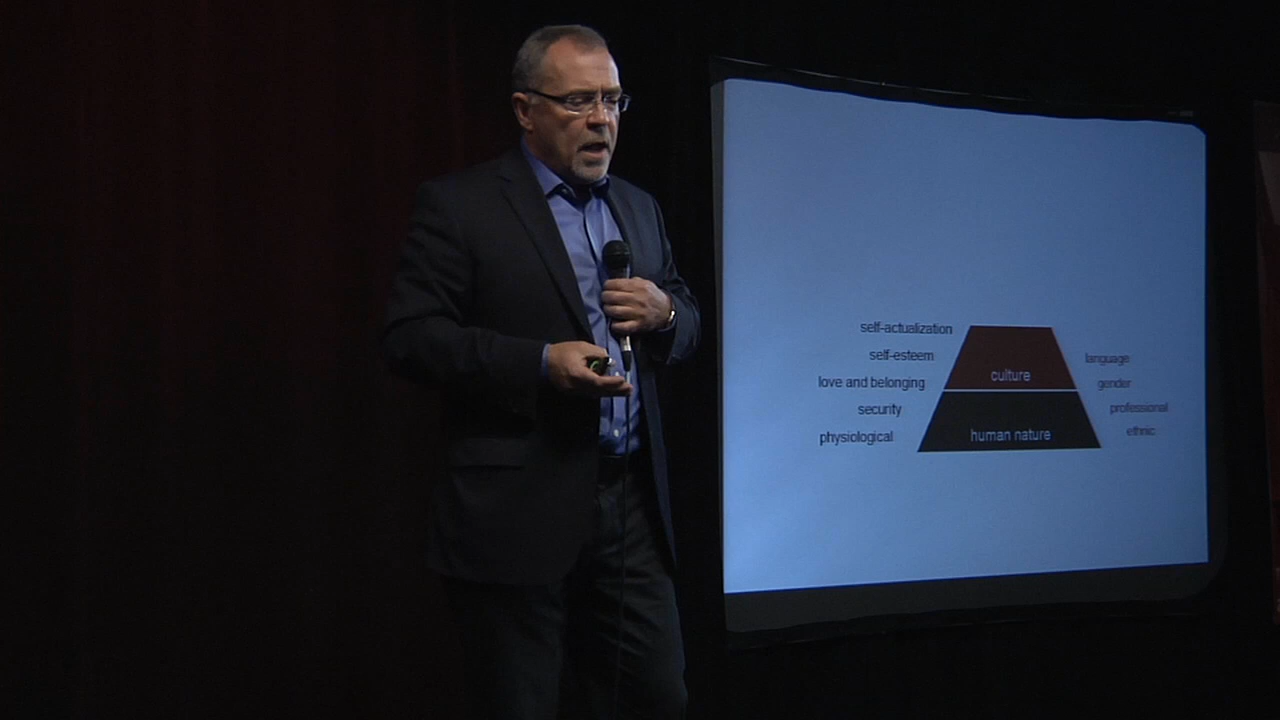 self-actualization
self-esteem
love and belonging
security
physiological
culture
human nature
language
gender
professional
ethnic